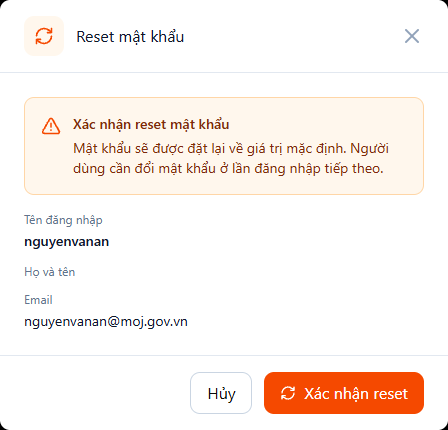 Reset mật khẩu
Xác nhận reset mật khẩu
Mật khẩu sẽ được đặt lại về giá trị mặc định. Người
dùng cần đổi mật khẩu ở lần đăng nhập tiếp theo.
Tên đăng nhập
nguyenvanan
Họ và tên
Email
nguyenvanan@moj.gov.vn
Hủy
Xác nhận reset